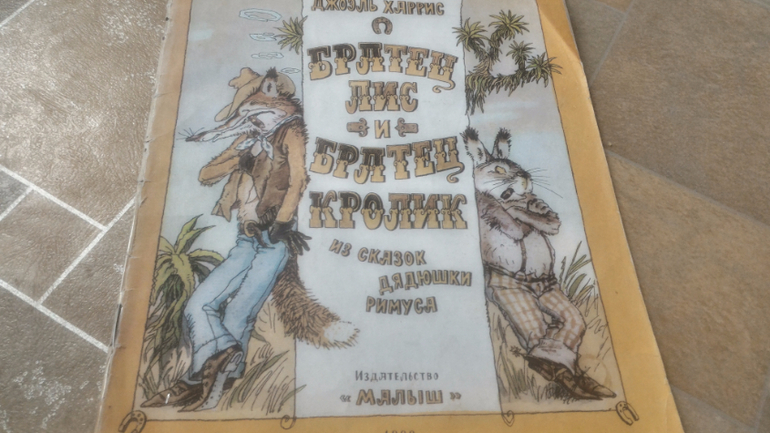 ДЖОЭЛЬ ХАРРИС
БРАТЕЦ
ЛИС
И
БРАТЕЦ
КРОЛИК
ИЗ СКАЗОК
ДЯДЮШКИ
РИМУСА
ИЗДАТЕЛЬСТВО
«МАЛЫШ»